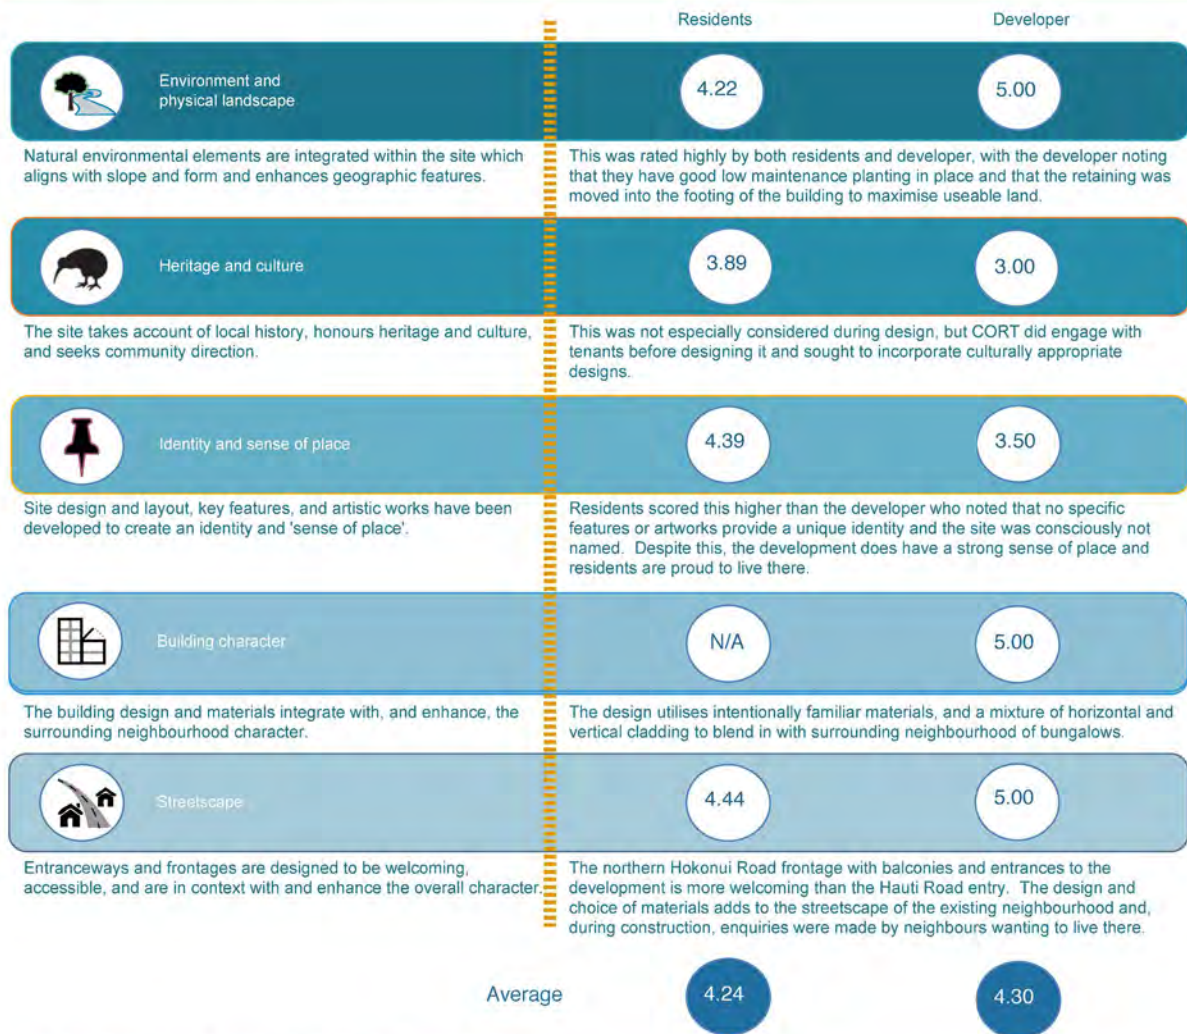 Residents
Developer
Environment and
physical landscape
4.22
5.00
Natural environmental elements are integrated within the site which
aligns with slope and form and enhances geographic features.
This was rated highly by both residents and developer, with the developer noting
that they have good low maintenance planting in place and that the retaining was
moved into the footing of the building to maximise useable land.
Heritage and culture
3.89
3.00
The site takes account of local history, honours heritage and culture,
and seeks community direction.
This was not especially considered during design, but CORT did engage with
tenants before designing it and sought to incorporate culturally appropriate
designs.
Identity and sense of place
4.39
3.50
Site design and layout, key features, and artistic works have been
developed to create an identity and 'sense of place'.
Residents scored this higher than the developer who noted that no specific
features or artworks provide a unique identity and the site was consciously not
named. Despite this, the development does have a strong sense of place and
residents are proud to live there.
Building character
N/A
5.00
The building design and materials integrate with, and enhance, the
surrounding neighbourhood character.
The design utilises intentionally familiar materials, and a mixture of horizontal and
vertical cladding to blend in with surrounding neighbourhood of bungalows.
Streetscape
4.44
5.00
Entranceways and frontages are designed to be welcoming,
accessible, and are in context with and enhance the overall character.
The northern Hokonui Road frontage with balconies and entrances to the
development is more welcoming than the Hauti Road entry. The design and
choice of materials adds to the streetscape of the existing neighbourhood and,
during construction, enquiries were made by neighbours wanting to live there.
Average
4.24
4.30